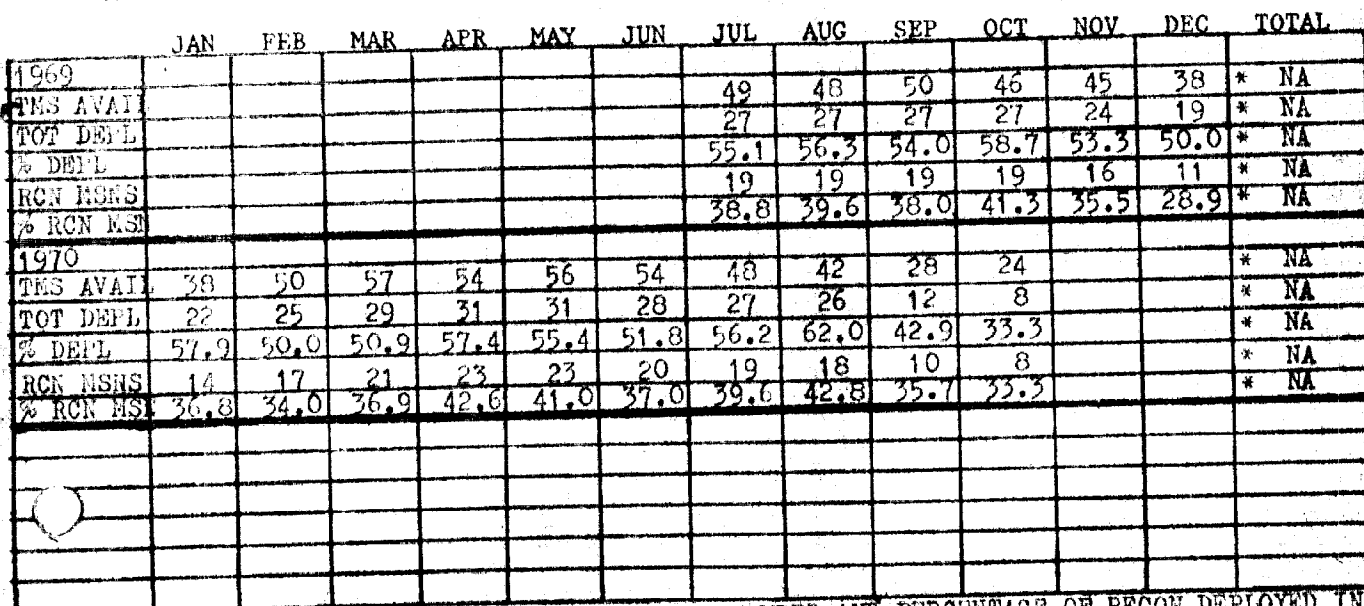 JAN FEB MAR APR MAY JUN JUL AUG SEP OCT NOV DEC TOTAL
1969
TMS AVAIL 49 48 50 46 45 38 * NA
TOT DEPL 27 27 27 27 24 19 * NA
% DEPL 55.1 56.3 54.0 58.7 53.3 50.0 * NA
RCN MSNS 19 19 19 19 16 11 * NA
% RCN MSN 38.8 39.6 38.0 41.3 35.5 28.9 * NA
1970
TMS AVAIL 38 50 57 54 56 54 48 42 28 24 * NA
TOT DEPL 22 25 29 31 31 28 27 26 12 8 * NA
% DEPL 57.9 50.0 50.9 57.4 55.4 51.8 56.2 62.0 42.9 33.3 * NA
RCN MSNS 14 17 21 23 23 20 19 18 10 8 * NA
% RCN MSN 36.8 34.0 36.9 42.6 41.0 37.0 39.6 42.8 35.7 33.3 * NA
PERCENTAGE OF RECON DEPLOYED IN